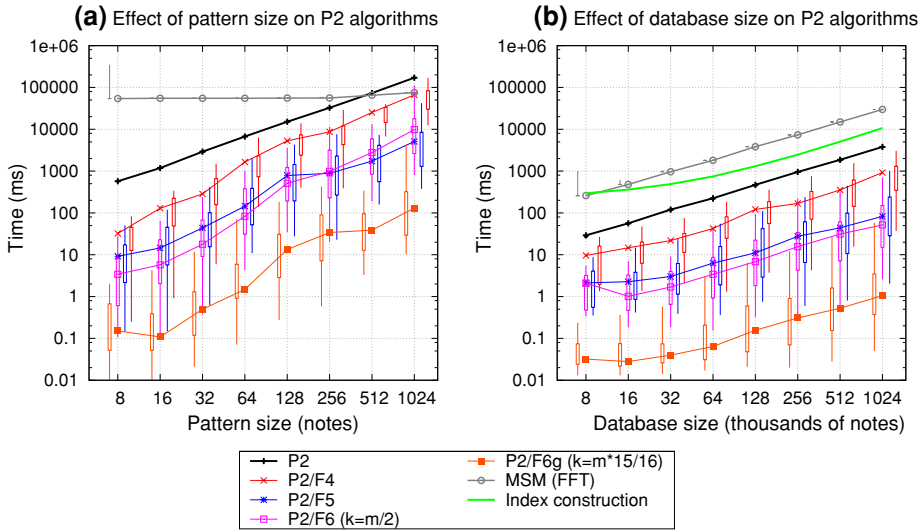 (a) Effect of pattern size on P2 algorithms
1e+06
100000
10000
1000
100
10
1
0.1
0.01
Time (ms)
8 16 32 64 128 256 512 1024
Pattern size (notes)
(b) Effect of database size on P2 algorithms
1e+06
100000
10000
1000
100
10
1
0.1
0.01
Time (ms)
8 16 32 64 128 256 512 1024
Database size (thousands of notes)
P2
P2/F4
P2/F5
P2/F6 (k=m/2)
P2/F6g (k=m*15/16)
MSM (FFT)
Index construction